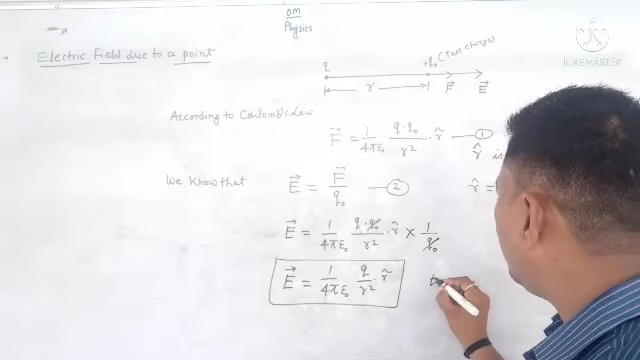 OM
Physics
Electric Field due to a point
q +q₀ (Test charge)
r F⃗ E⃗
According to Coulomb's Law
F⃗ = 1/4πε₀ q·q₀/r² · r̂ — ①
r̂ is
We know that E⃗ = F⃗/q₀ — ②
r̂ =
E⃗ = 1/4πε₀ q·q₀/r² · r̂ × 1/q₀
E⃗ = 1/4πε₀ q/r² · r̂
KINEMASTER